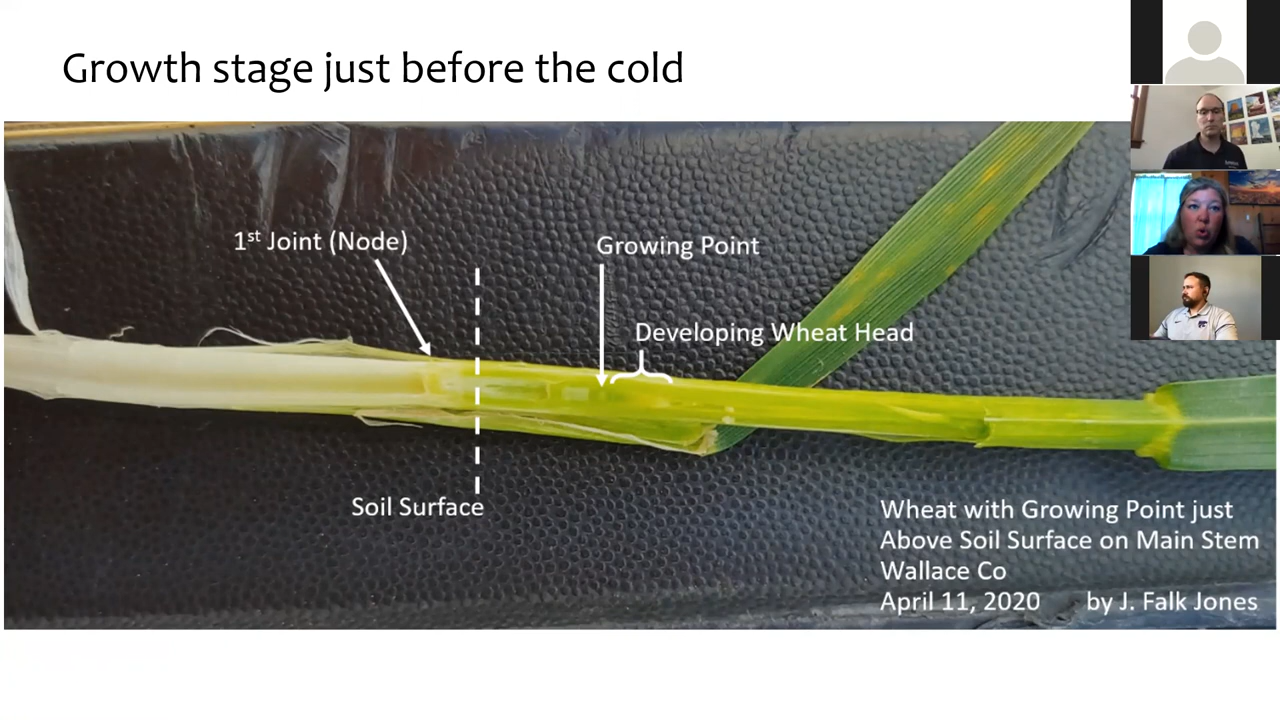 Growth stage just before the cold
1st Joint (Node)
Growing Point
Developing Wheat Head
Soil Surface
Wheat with Growing Point just
Above Soil Surface on Main Stem
Wallace Co
April 11, 2020 by J. Falk Jones